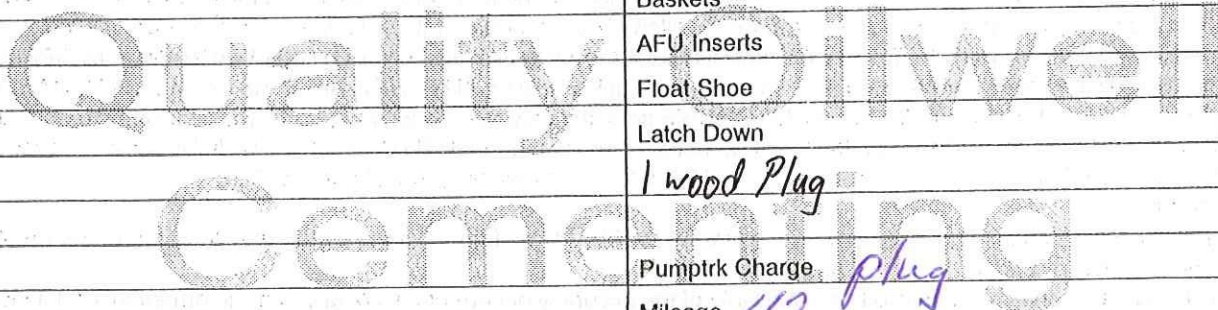 Baskets
Quality Oilwell
AFU Inserts
Float Shoe
Latch Down
1 wood Plug
Cementing
Pumptrk Charge plug
Mileage